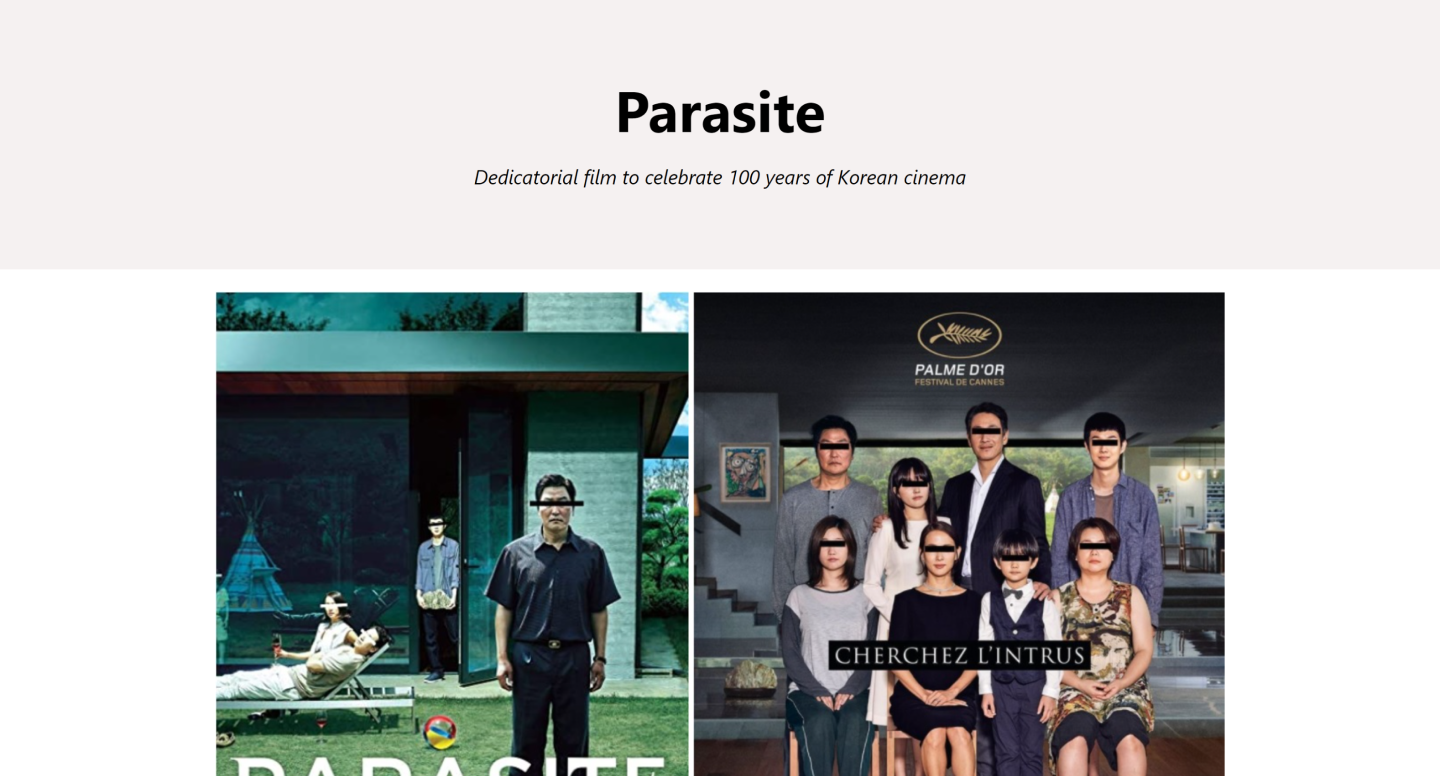 Parasite
Dedicatorial film to celebrate 100 years of Korean cinema
PALME D'OR
FESTIVAL DE CANNES
CHERCHEZ L'INTRUS
PARASITE